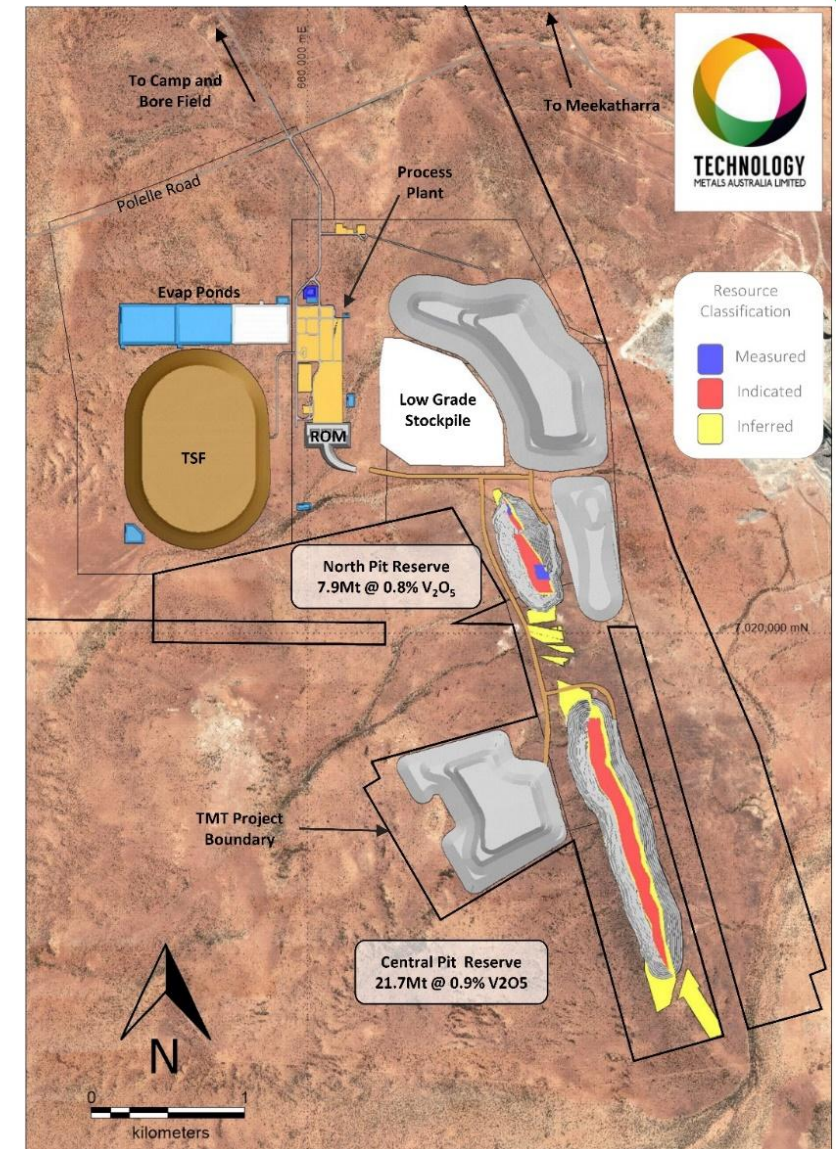 To Camp and
Bore Field
660,000 mE
To Meekatharra
TECHNOLOGY
METALS AUSTRALIA LIMITED
Polelle Road
Process
Plant
Evap Ponds
Resource
Classification
Measured
Indicated
Inferred
Low Grade
Stockpile
ROM
TSF
North Pit Reserve
7.9Mt @ 0.8% V₂O₅
7,020,000 mN
TMT Project
Boundary
Central Pit Reserve
21.7Mt @ 0.9% V2O5
N
0
1
kilometers